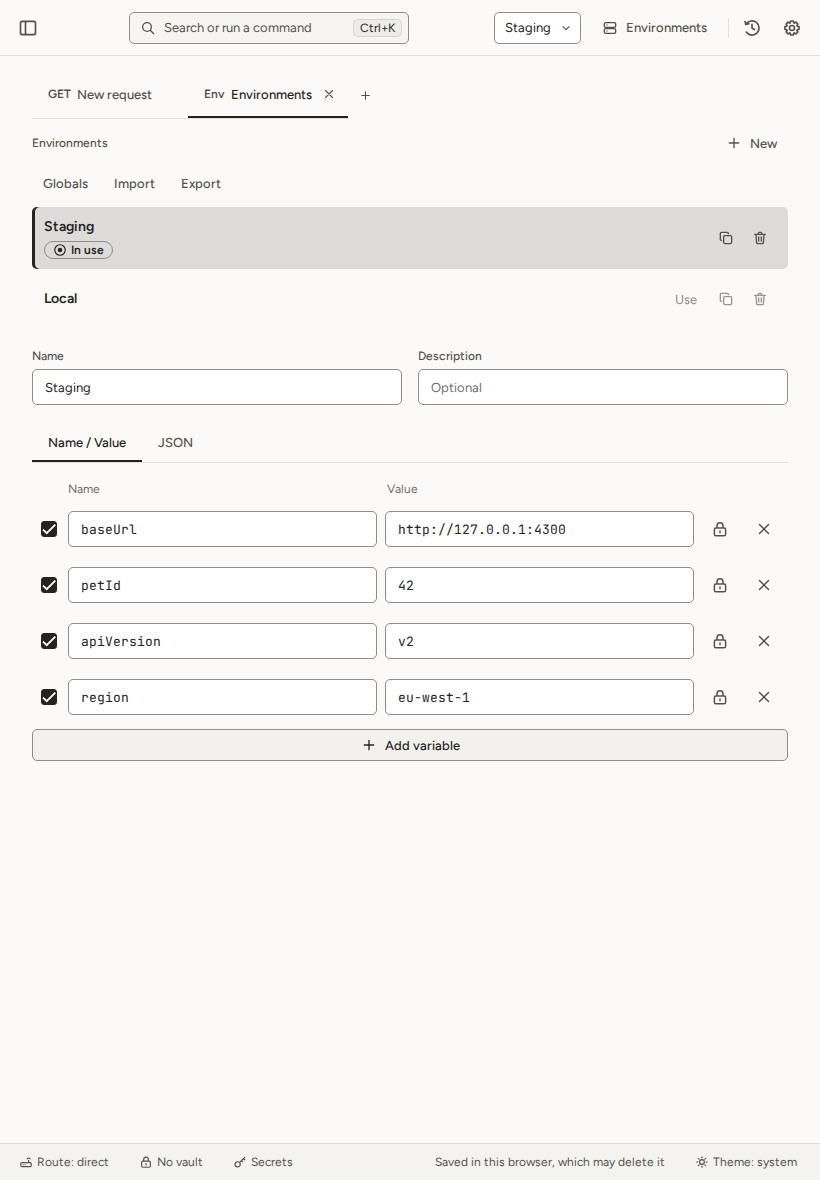 Search or run a command Ctrl+K Staging Environments
GET New request Env Environments
Environments New
Globals Import Export
Staging
In use
Local Use
Name Description
Staging Optional
Name / Value JSON
Name Value
baseUrl http://127.0.0.1:4300
petId 42
apiVersion v2
region eu-west-1
Add variable
Route: direct No vault Secrets Saved in this browser, which may delete it Theme: system